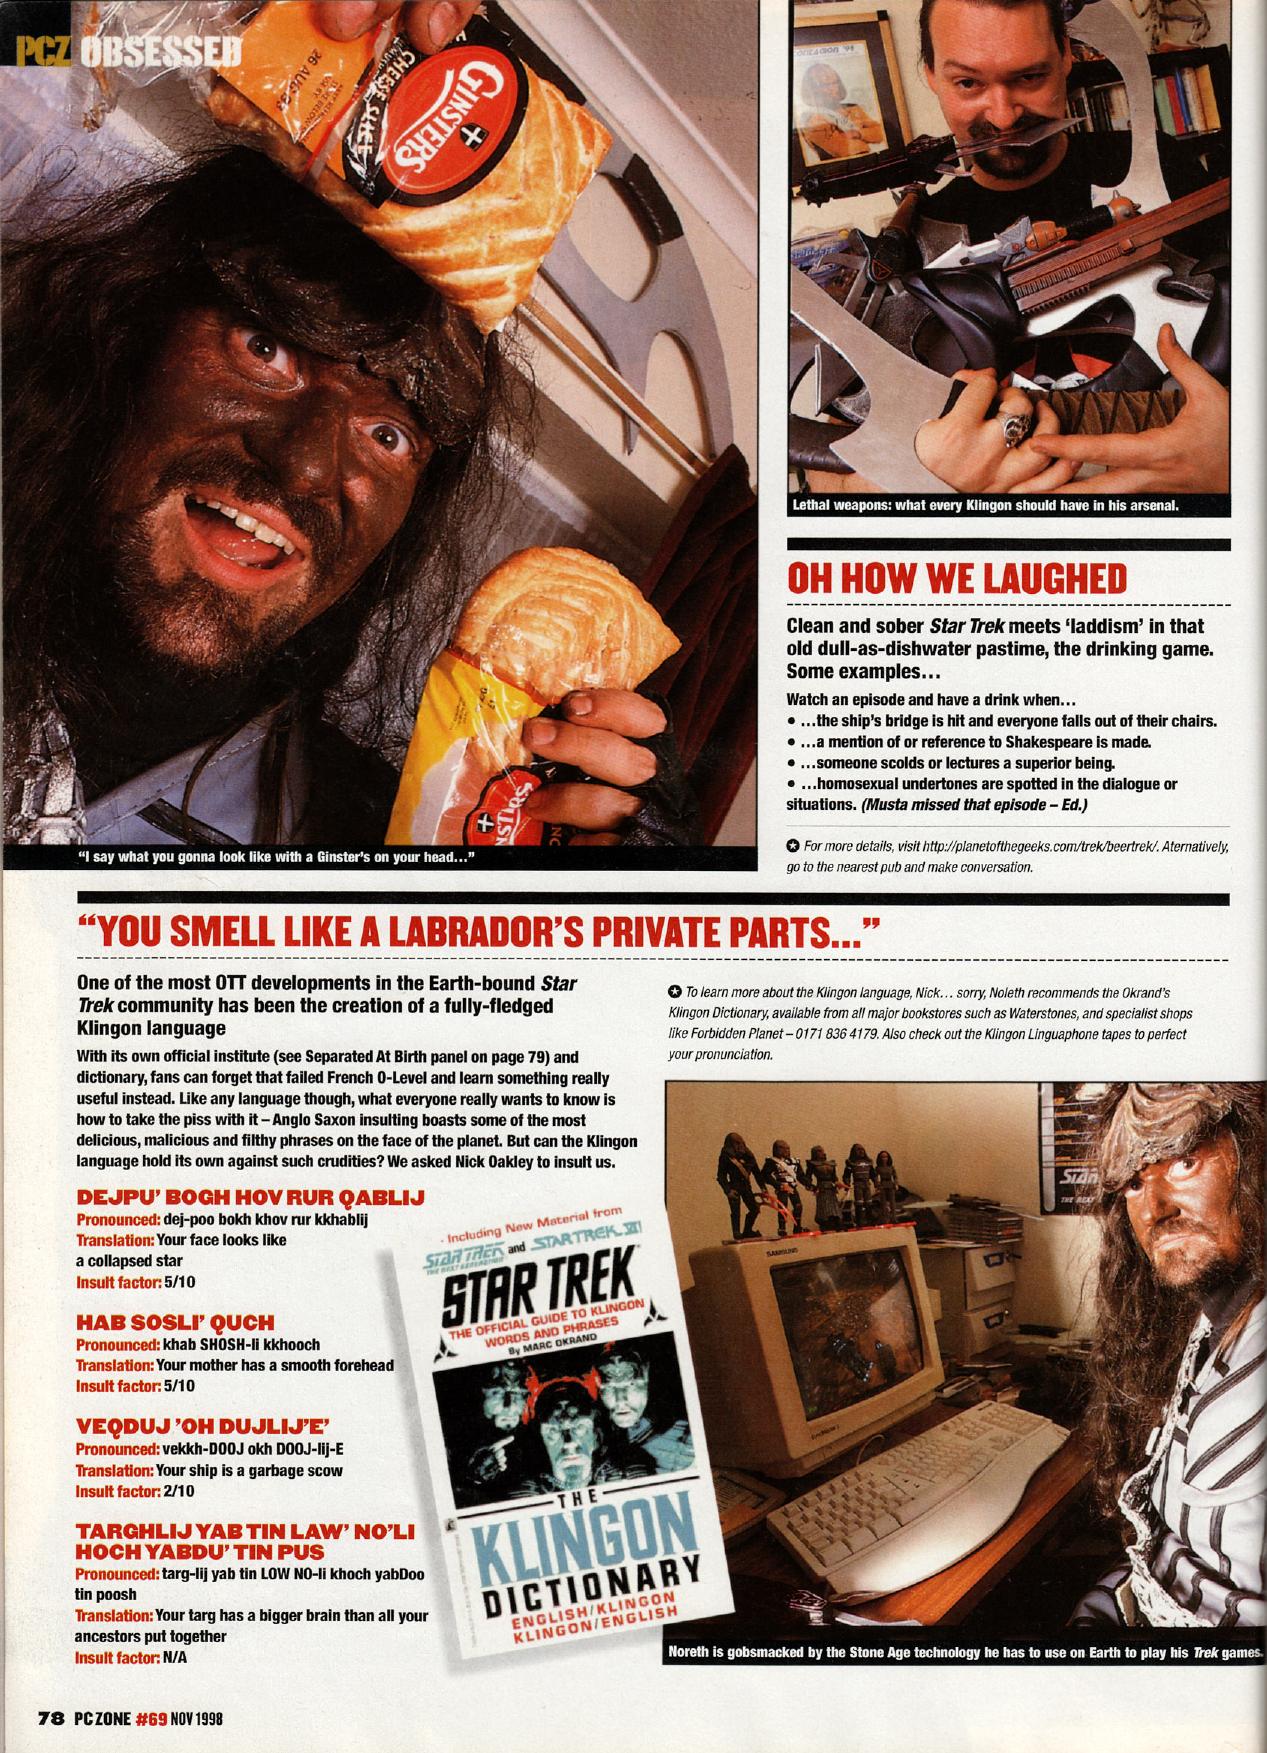 PCZ OBSESSED
26 AUG 98
CHEESE SLICE
GINSTERS
"I say what you gonna look like with a Ginster's on your head..."
Lethal weapons: what every Klingon should have in his arsenal.
OH HOW WE LAUGHED
Clean and sober Star Trek meets 'laddism' in that
old dull-as-dishwater pastime, the drinking game.
Some examples...
Watch an episode and have a drink when...
• ...the ship's bridge is hit and everyone falls out of their chairs.
• ...a mention of or reference to Shakespeare is made.
• ...someone scolds or lectures a superior being.
• ...homosexual undertones are spotted in the dialogue or
situations. (Musta missed that episode – Ed.)
✪ For more details, visit http://planetofthegeeks.com/trek/beertrek/. Aternatively,
go to the nearest pub and make conversation.
"YOU SMELL LIKE A LABRADOR'S PRIVATE PARTS..."
One of the most OTT developments in the Earth-bound Star
Trek community has been the creation of a fully-fledged
Klingon language
With its own official institute (see Separated At Birth panel on page 79) and
dictionary, fans can forget that failed French O-Level and learn something really
useful instead. Like any language though, what everyone really wants to know is
how to take the piss with it – Anglo Saxon insulting boasts some of the most
delicious, malicious and filthy phrases on the face of the planet. But can the Klingon
language hold its own against such crudities? We asked Nick Oakley to insult us.
DEJPU' BOGH HOV RUR QABLIJ
Pronounced: dej-poo bokh khov rur kkhablij
Translation: Your face looks like
a collapsed star
Insult factor: 5/10
HAB SOSLI' QUCH
Pronounced: khab SHOSH-li kkhooch
Translation: Your mother has a smooth forehead
Insult factor: 5/10
VEQDUJ 'OH DUJLIJ'E'
Pronounced: vekkh-DOOJ okh DOOJ-lij-E
Translation: Your ship is a garbage scow
Insult factor: 2/10
TARGHLIJ YAB TIN LAW' NO'LI
HOCH YABDU' TIN PUS
Pronounced: targ-lij yab tin LOW NO-li khoch yabDoo
tin poosh
Translation: Your targ has a bigger brain than all your
ancestors put together
Insult factor: N/A
✪ To learn more about the Klingon language, Nick... sorry, Noleth recommends the Okrand's
Klingon Dictionary, available from all major bookstores such as Waterstones, and specialist shops
like Forbidden Planet – 0171 836 4179. Also check out the Klingon Linguaphone tapes to perfect
your pronunciation.
Including New Material from
STAR TREK and STAR TREK VI
THE NEXT GENERATION
STAR TREK
THE OFFICIAL GUIDE TO KLINGON
WORDS AND PHRASES
By MARC OKRAND
THE
KLINGON
DICTIONARY
ENGLISH/KLINGON
KLINGON/ENGLISH
SAMSUNG
Noreth is gobsmacked by the Stone Age technology he has to use on Earth to play his Trek games.
78 PC ZONE #69 NOV 1998